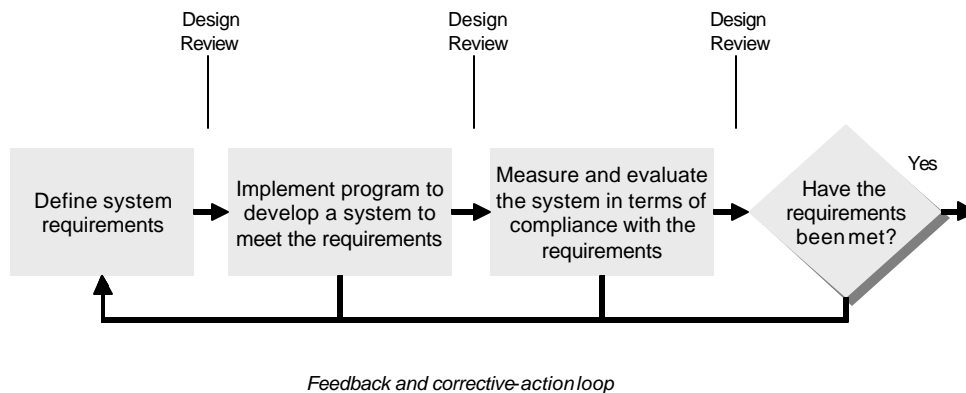 Design
Review
Design
Review
Design
Review
Define system
requirements
Implement program to
develop a system to
meet the requirements
Measure and evaluate
the system in terms of
compliance with the
requirements
Have the
requirements
been met?
Yes
Feedback and corrective-action loop